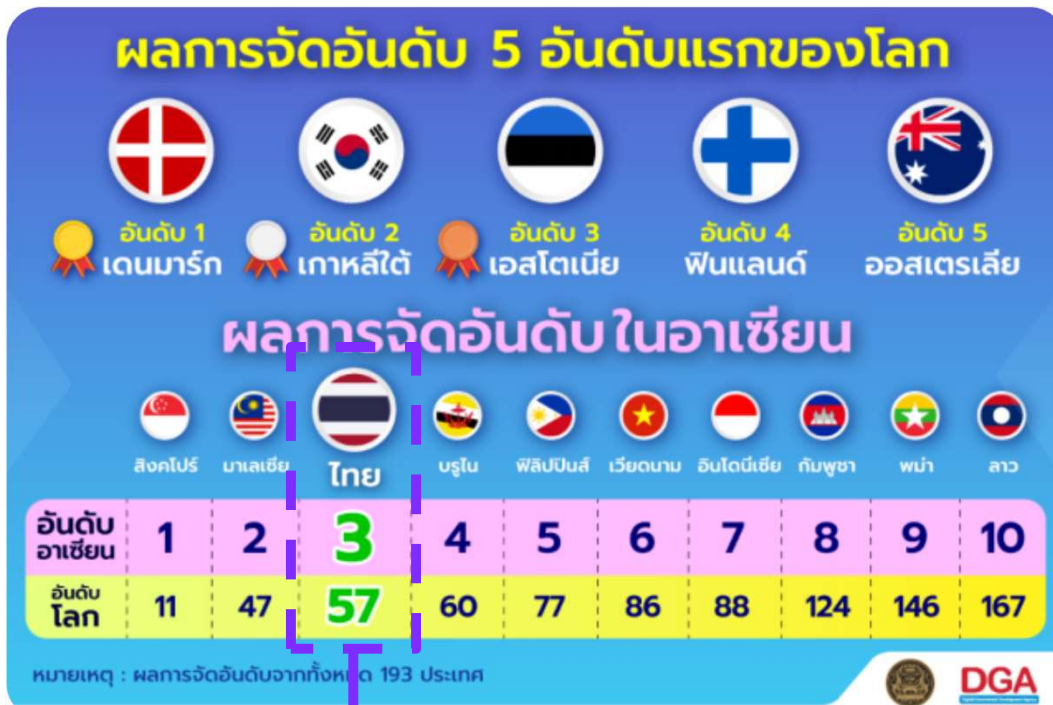 ผลการจัดอันดับ 5 อันดับแรกของโลก
อันดับ 1 อันดับ 2 อันดับ 3 อันดับ 4 อันดับ 5
เดนมาร์ก เกาหลีใต้ เอสโตเนีย ฟินแลนด์ ออสเตรเลีย
ผลการจัดอันดับในอาเซียน
สิงคโปร์ มาเลเซีย ไทย บรูไน ฟิลิปปินส์ เวียดนาม อินโดนีเซีย กัมพูชา พม่า ลาว
อันดับอาเซียน 1 2 3 4 5 6 7 8 9 10
อันดับโลก 11 47 57 60 77 86 88 124 146 167
หมายเหตุ : ผลการจัดอันดับจากทั้งหมด 193 ประเทศ
DGA